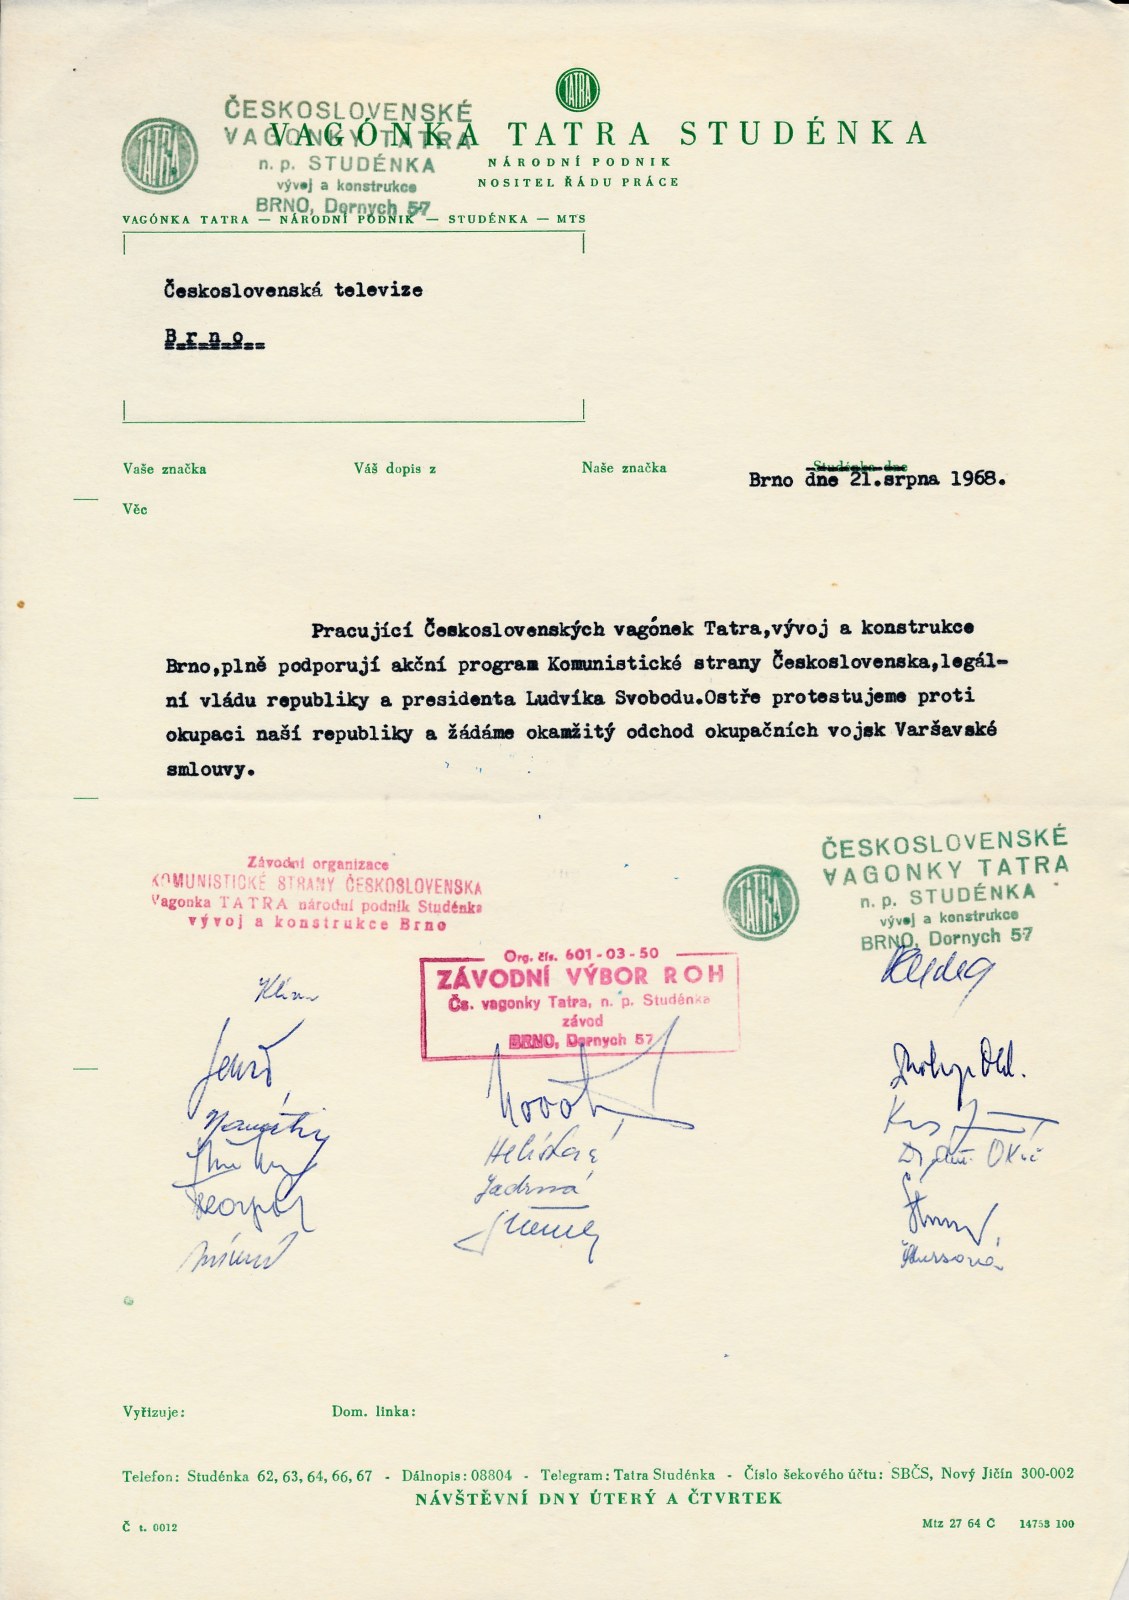 TATRA
VAGÓNKA TATRA STUDÉNKA
NÁRODNÍ PODNIK
NOSITEL ŘÁDU PRÁCE
TATRA
ČESKOSLOVENSKÉ
VAGONKY TATRA
n. p. STUDÉNKA
vývoj a konstrukce
BRNO, Dornych 57
VAGÓNKA TATRA — NÁRODNÍ PODNIK — STUDÉNKA — MTS
Československá televize
Brno
Vaše značka Váš dopis z Naše značka Studénka dne
Brno dne 21.srpna 1968.
Věc
Pracující Československých vagónek Tatra,vývoj a konstrukce
Brno,plně podporují akční program Komunistické strany Československa,legál-
ní vládu republiky a presidenta Ludvíka Svobodu.Ostře protestujeme proti
okupaci naší republiky a žádáme okamžitý odchod okupačních vojsk Varšavské
smlouvy.
Závodní organizace
KOMUNISTICKÉ STRANY ČESKOSLOVENSKA
Vagonka TATRA národní podnik Studénka
vývoj a konstrukce Brno
Org. čís. 601-03-50
ZÁVODNÍ VÝBOR ROH
Čs. vagonky Tatra, n. p. Studénka
závod
BRNO, Dornych 57
TATRA
ČESKOSLOVENSKÉ
VAGONKY TATRA
n. p. STUDÉNKA
vývoj a konstrukce
BRNO, Dornych 57
Vyřizuje: Dom. linka:
Telefon: Studénka 62, 63, 64, 66, 67 - Dálnopis: 08804 - Telegram: Tatra Studénka - Číslo šekového účtu: SBČS, Nový Jičín 300-002
NÁVŠTĚVNÍ DNY ÚTERÝ A ČTVRTEK
Č t. 0012 Mtz 27 64 Č 14753 100